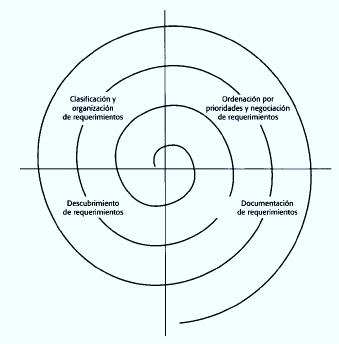 Clasificación y
organización
de requerimientos
Ordenación por
prioridades y negociación
de requerimientos
Descubrimiento
de requerimientos
Documentación
de requerimientos